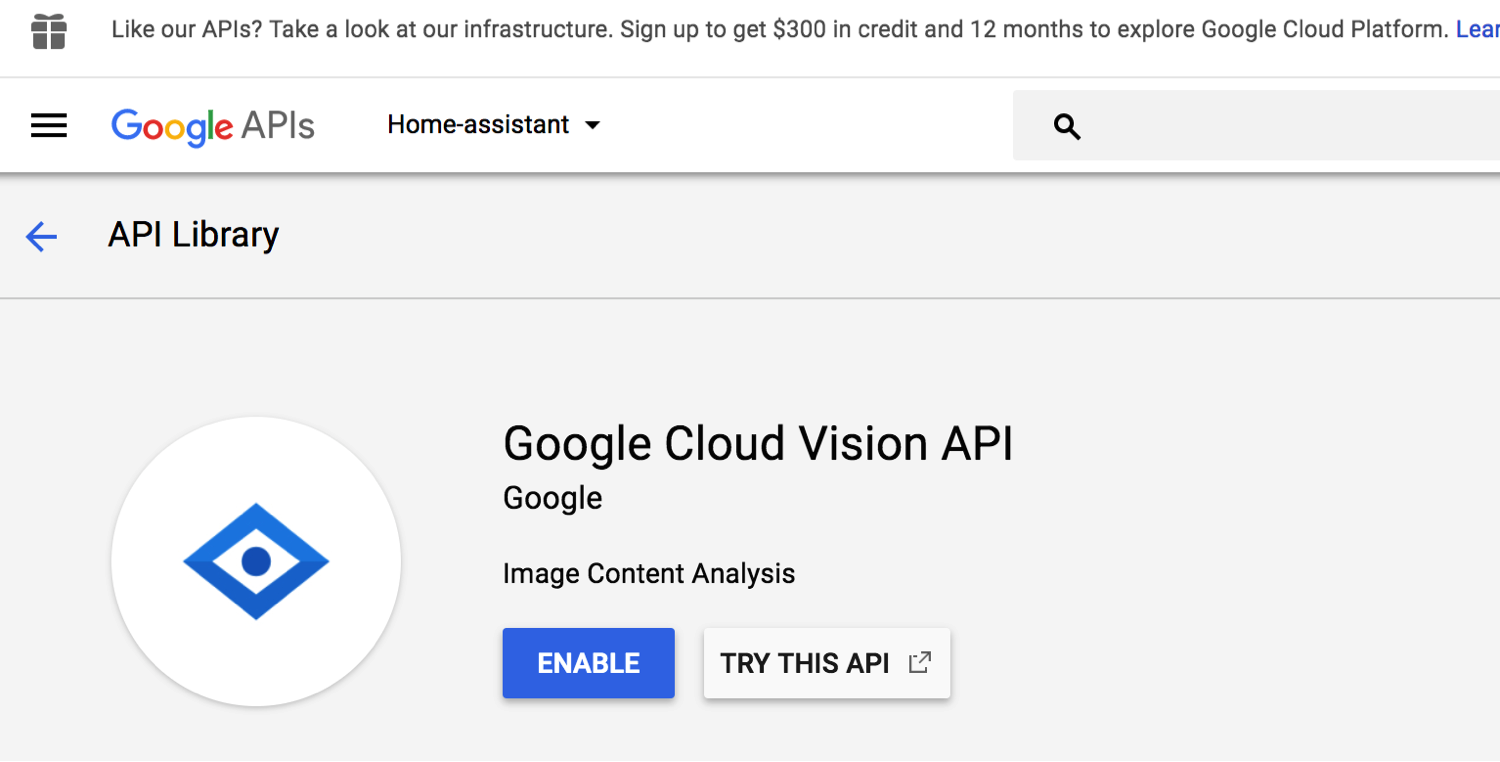 Like our APIs? Take a look at our infrastructure. Sign up to get $300 in credit and 12 months to explore Google Cloud Platform.
Google APIs Home-assistant
API Library
Google Cloud Vision API
Google
Image Content Analysis
ENABLE TRY THIS API